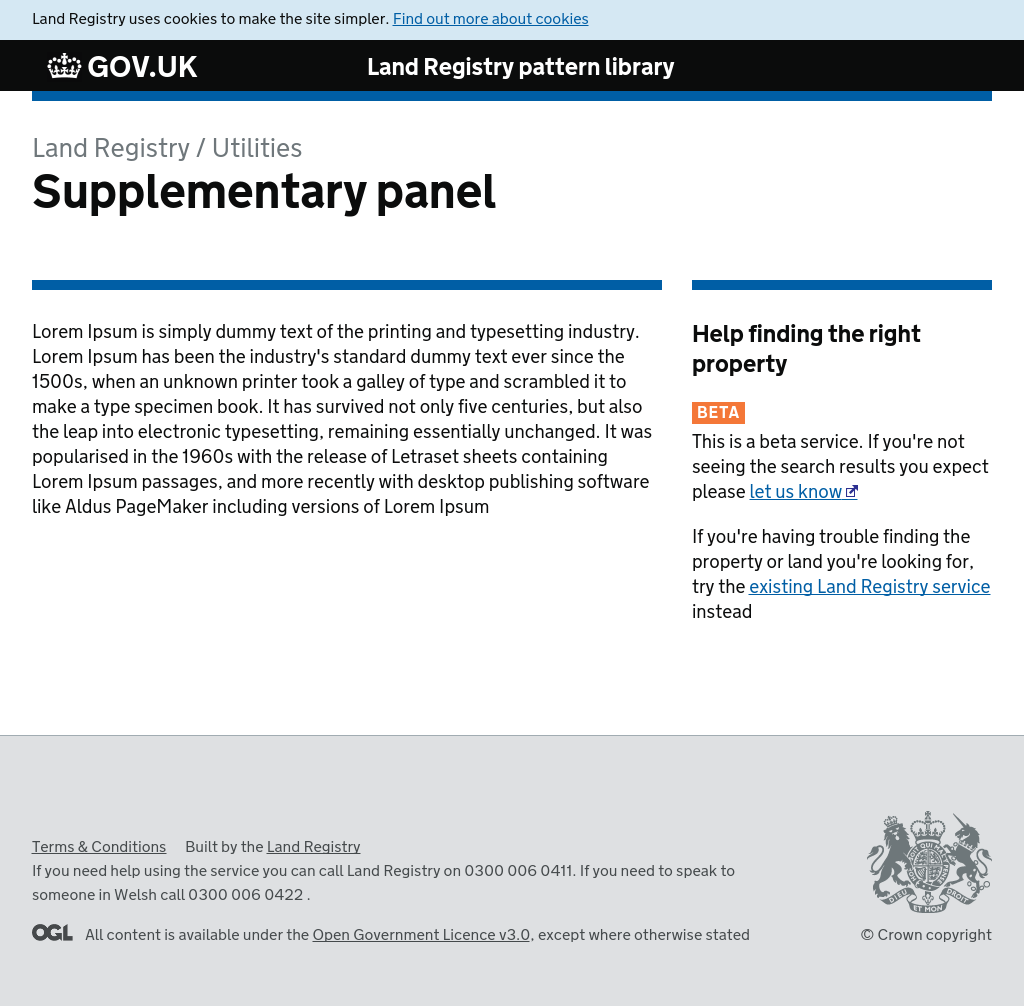 Land Registry uses cookies to make the site simpler. Find out more about cookies
GOV.UK
Land Registry pattern library
Land Registry / Utilities
Supplementary panel
Lorem Ipsum is simply dummy text of the printing and typesetting industry.
Lorem Ipsum has been the industry's standard dummy text ever since the
1500s, when an unknown printer took a galley of type and scrambled it to
make a type specimen book. It has survived not only five centuries, but also
the leap into electronic typesetting, remaining essentially unchanged. It was
popularised in the 1960s with the release of Letraset sheets containing
Lorem Ipsum passages, and more recently with desktop publishing software
like Aldus PageMaker including versions of Lorem Ipsum
Help finding the right
property
BETA
This is a beta service. If you're not
seeing the search results you expect
please let us know
If you're having trouble finding the
property or land you're looking for,
try the existing Land Registry service
instead
Terms & Conditions Built by the Land Registry
If you need help using the service you can call Land Registry on 0300 006 0411. If you need to speak to
someone in Welsh call 0300 006 0422 .
OGL All content is available under the Open Government Licence v3.0, except where otherwise stated
DIEU ET MON DROIT
© Crown copyright